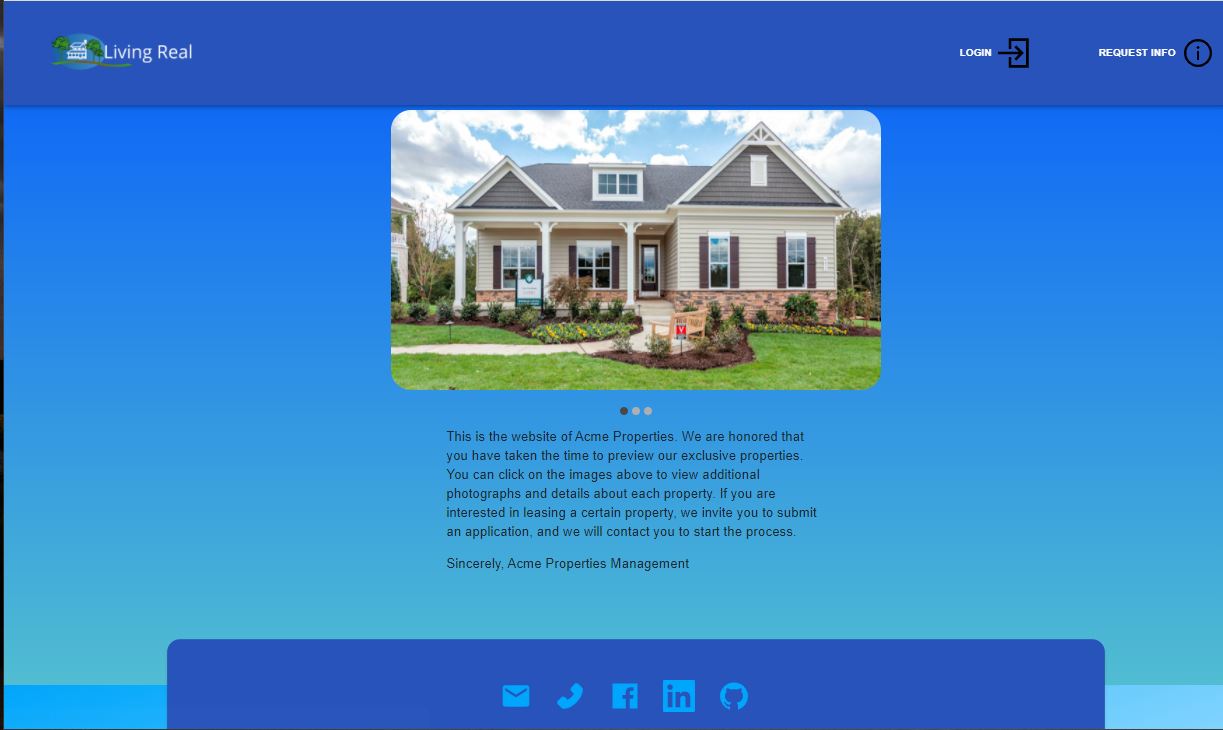 Living Real
LOGIN
REQUEST INFO
This is the website of Acme Properties. We are honored that
you have taken the time to preview our exclusive properties.
You can click on the images above to view additional
photographs and details about each property. If you are
interested in leasing a certain property, we invite you to submit
an application, and we will contact you to start the process.
Sincerely, Acme Properties Management
in